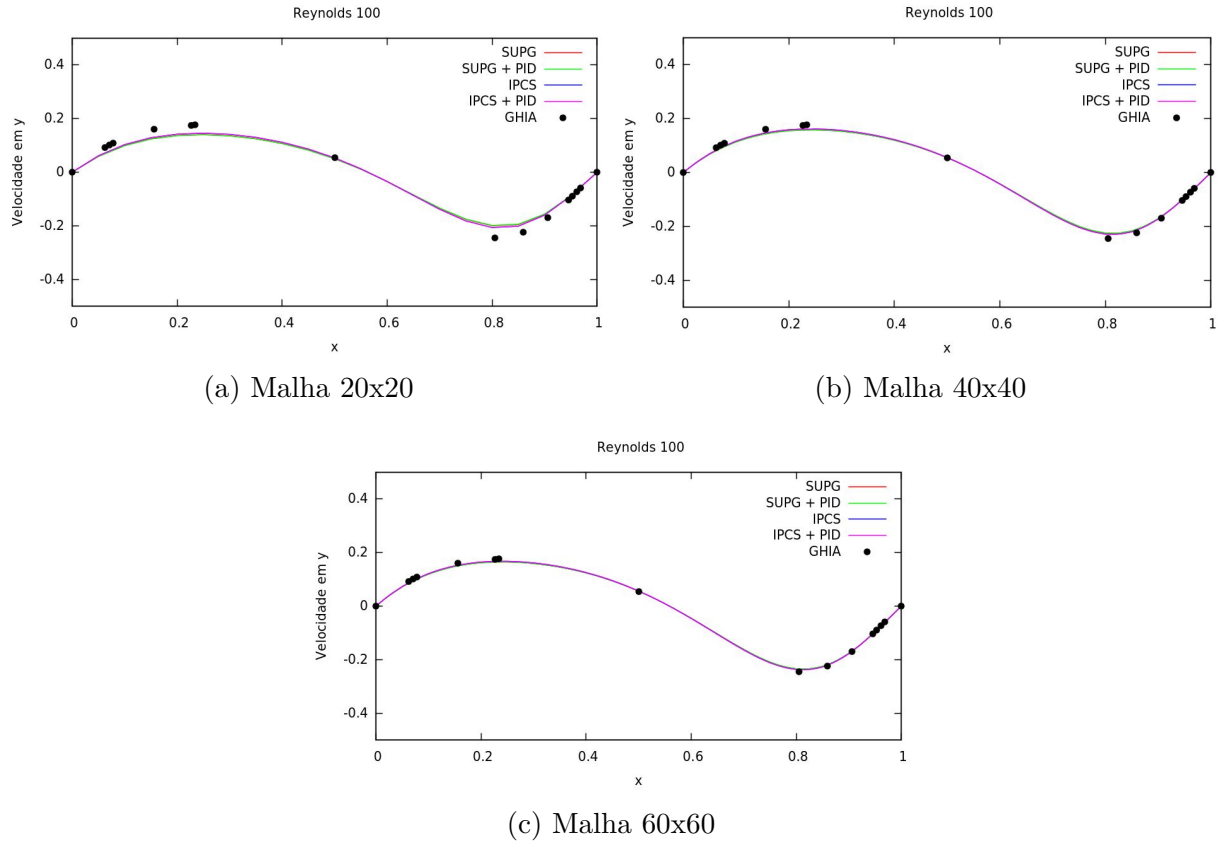 Reynolds 100
SUPG
SUPG + PID
IPCS
IPCS + PID
GHIA
Velocidade em y
0.4
0.2
0
-0.2
-0.4
0 0.2 0.4 0.6 0.8 1
x
(a) Malha 20x20
Reynolds 100
SUPG
SUPG + PID
IPCS
IPCS + PID
GHIA
Velocidade em y
0.4
0.2
0
-0.2
-0.4
0 0.2 0.4 0.6 0.8 1
x
(b) Malha 40x40
Reynolds 100
SUPG
SUPG + PID
IPCS
IPCS + PID
GHIA
Velocidade em y
0.4
0.2
0
-0.2
-0.4
0 0.2 0.4 0.6 0.8 1
x
(c) Malha 60x60